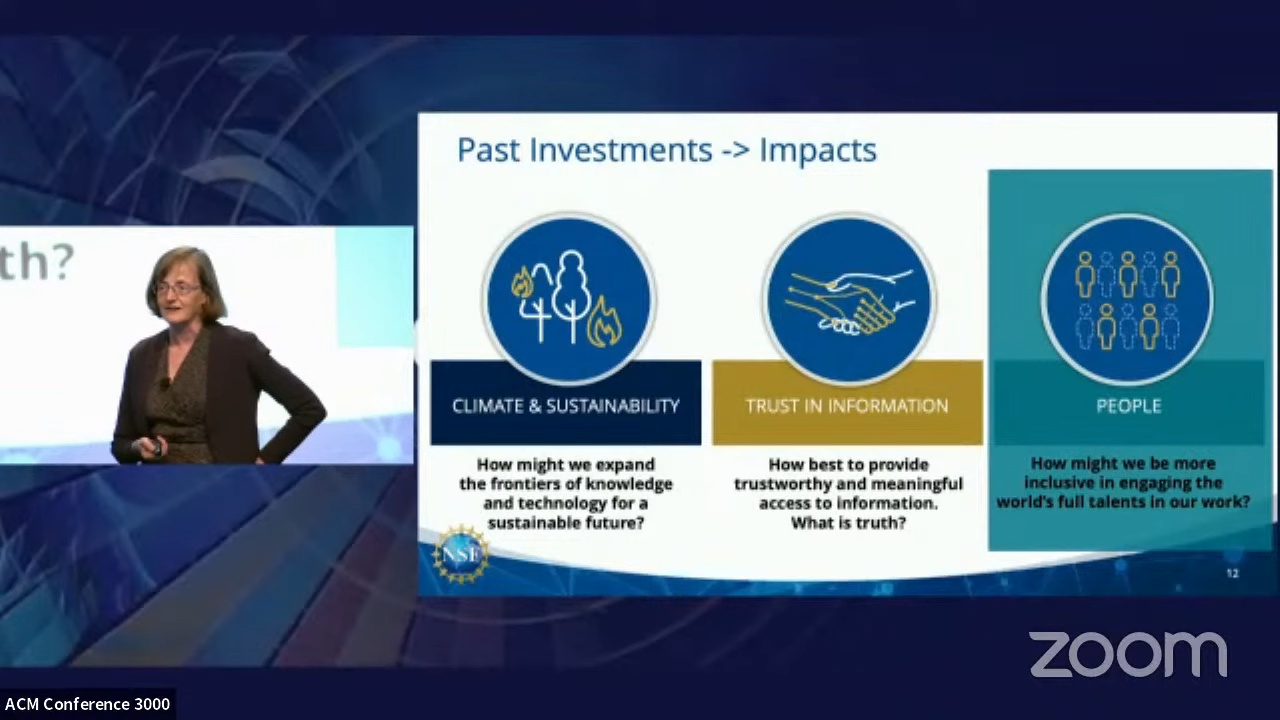 th?
Past Investments -> Impacts
CLIMATE & SUSTAINABILITY
How might we expand
the frontiers of knowledge
and technology for a
sustainable future?
TRUST IN INFORMATION
How best to provide
trustworthy and meaningful
access to information.
What is truth?
PEOPLE
How might we be more
inclusive in engaging the
world's full talents in our work?
NSF
12
zoom
ACM Conference 3000